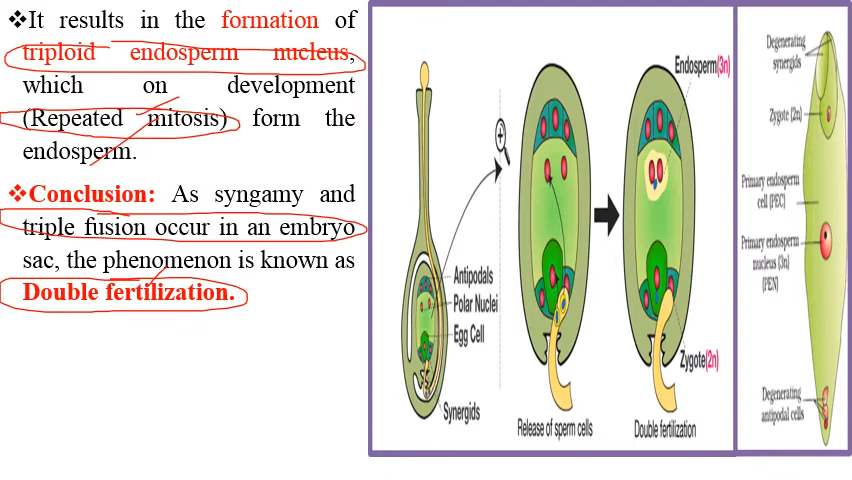 ❖It results in the formation of
triploid endosperm nucleus,
which on development
(Repeated mitosis) form the
endosperm.
❖Conclusion: As syngamy and
triple fusion occur in an embryo
sac, the phenomenon is known as
Double fertilization.
Antipodals
Polar Nuclei
Egg Cell
Synergids
Release of sperm cells
Endosperm(3n)
Zygote(2n)
Double fertilization
Degenerating
synergids
Zygote (2n)
Primary endosperm
cell (PEC)
Primary endosperm
nucleus (3n)
(PEN)
Degenerating
antipodal cells